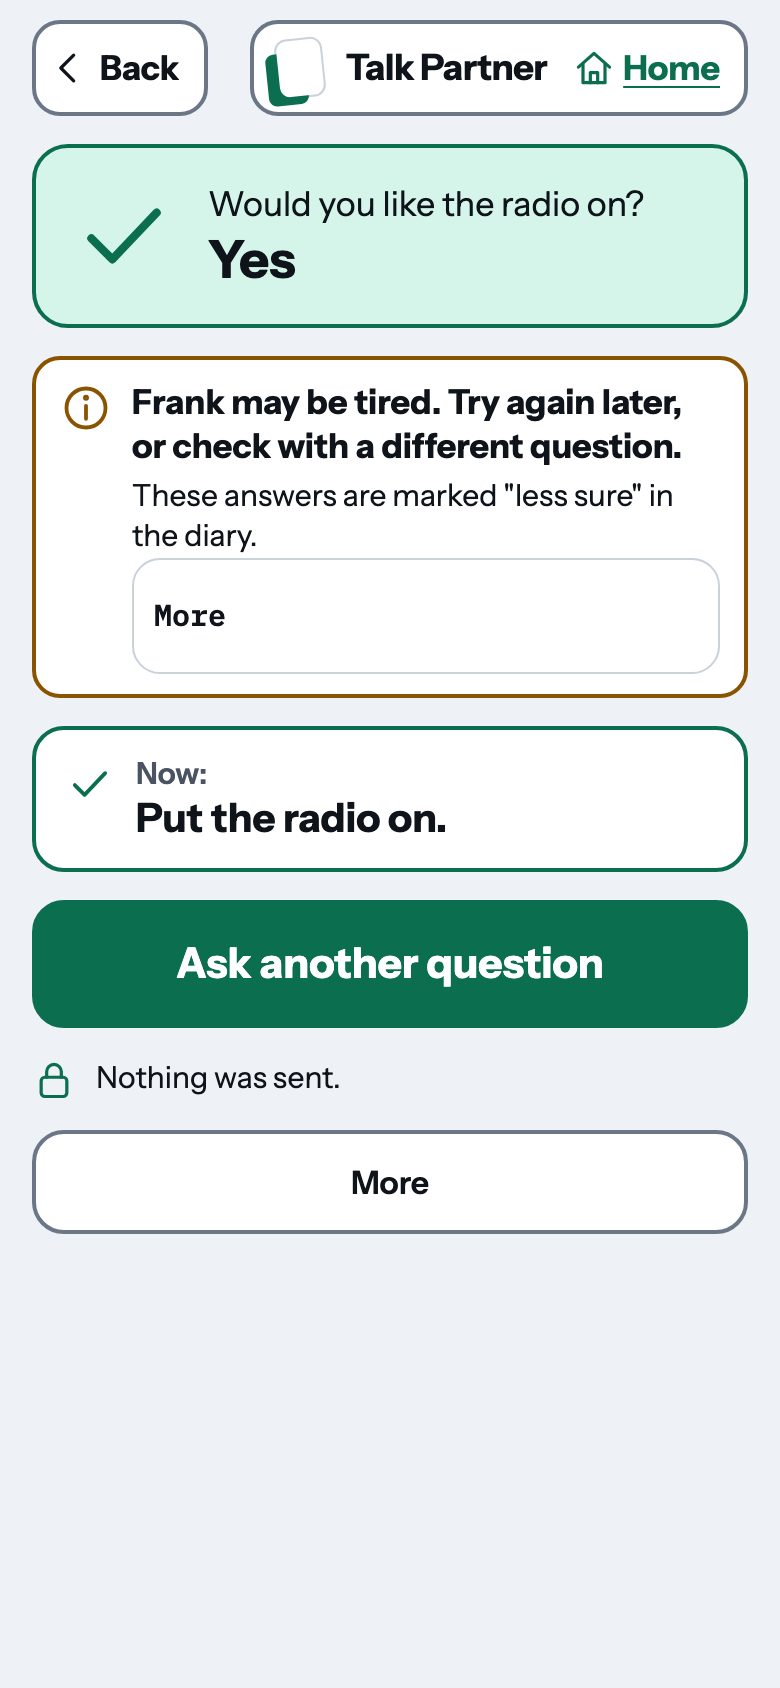 Back
Talk Partner
Home
Would you like the radio on?
Yes
Frank may be tired. Try again later,
or check with a different question.
These answers are marked "less sure" in
the diary.
More
Now:
Put the radio on.
Ask another question
Nothing was sent.
More